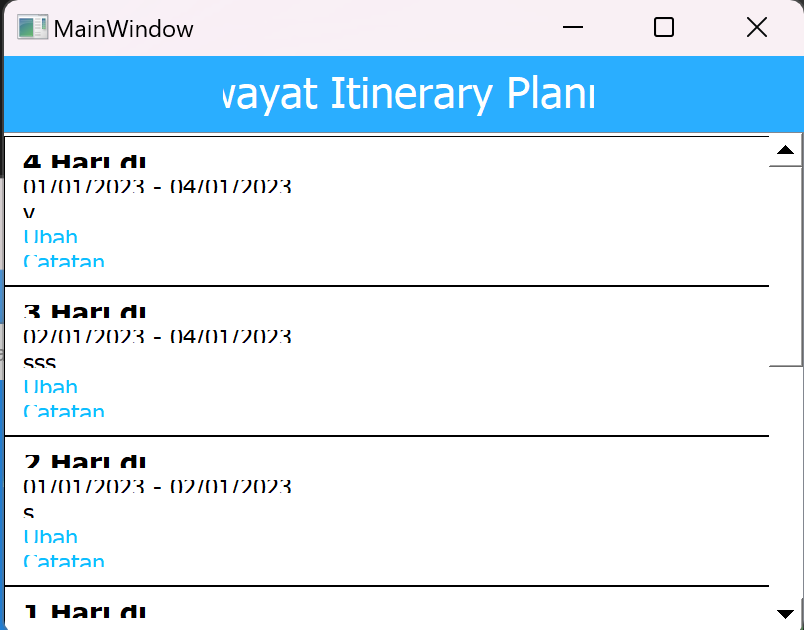 MainWindow
wayat Itinerary Plan
4 Hari di
01/01/2023 - 04/01/2023
v
Ubah
Catatan
3 Hari di
02/01/2023 - 04/01/2023
sss
Ubah
Catatan
2 Hari di
01/01/2023 - 02/01/2023
s
Ubah
Catatan
1 Hari di